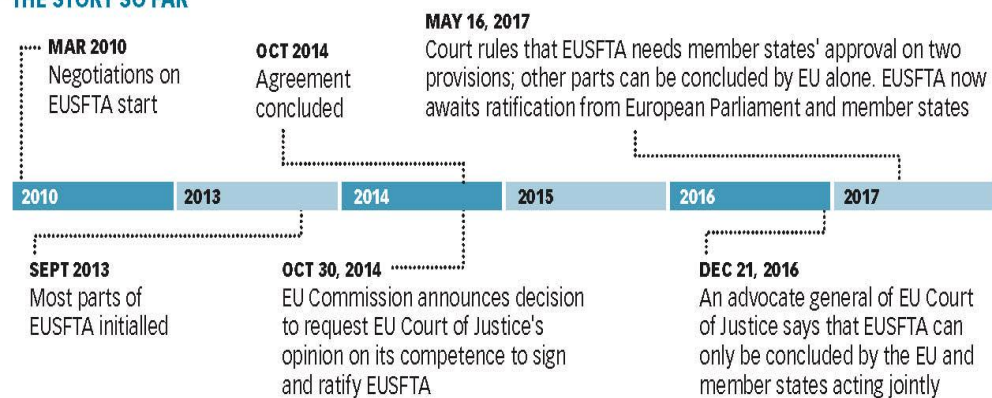 THE STORY SO FAR
MAR 2010
Negotiations on
EUSFTA start
OCT 2014
Agreement
concluded
MAY 16, 2017
Court rules that EUSFTA needs member states' approval on two
provisions; other parts can be concluded by EU alone. EUSFTA now
awaits ratification from European Parliament and member states
2010 2013 2014 2015 2016 2017
SEPT 2013
Most parts of
EUSFTA initialled
OCT 30, 2014
EU Commission announces decision
to request EU Court of Justice's
opinion on its competence to sign
and ratify EUSFTA
DEC 21, 2016
An advocate general of EU Court
of Justice says that EUSFTA can
only be concluded by the EU and
member states acting jointly